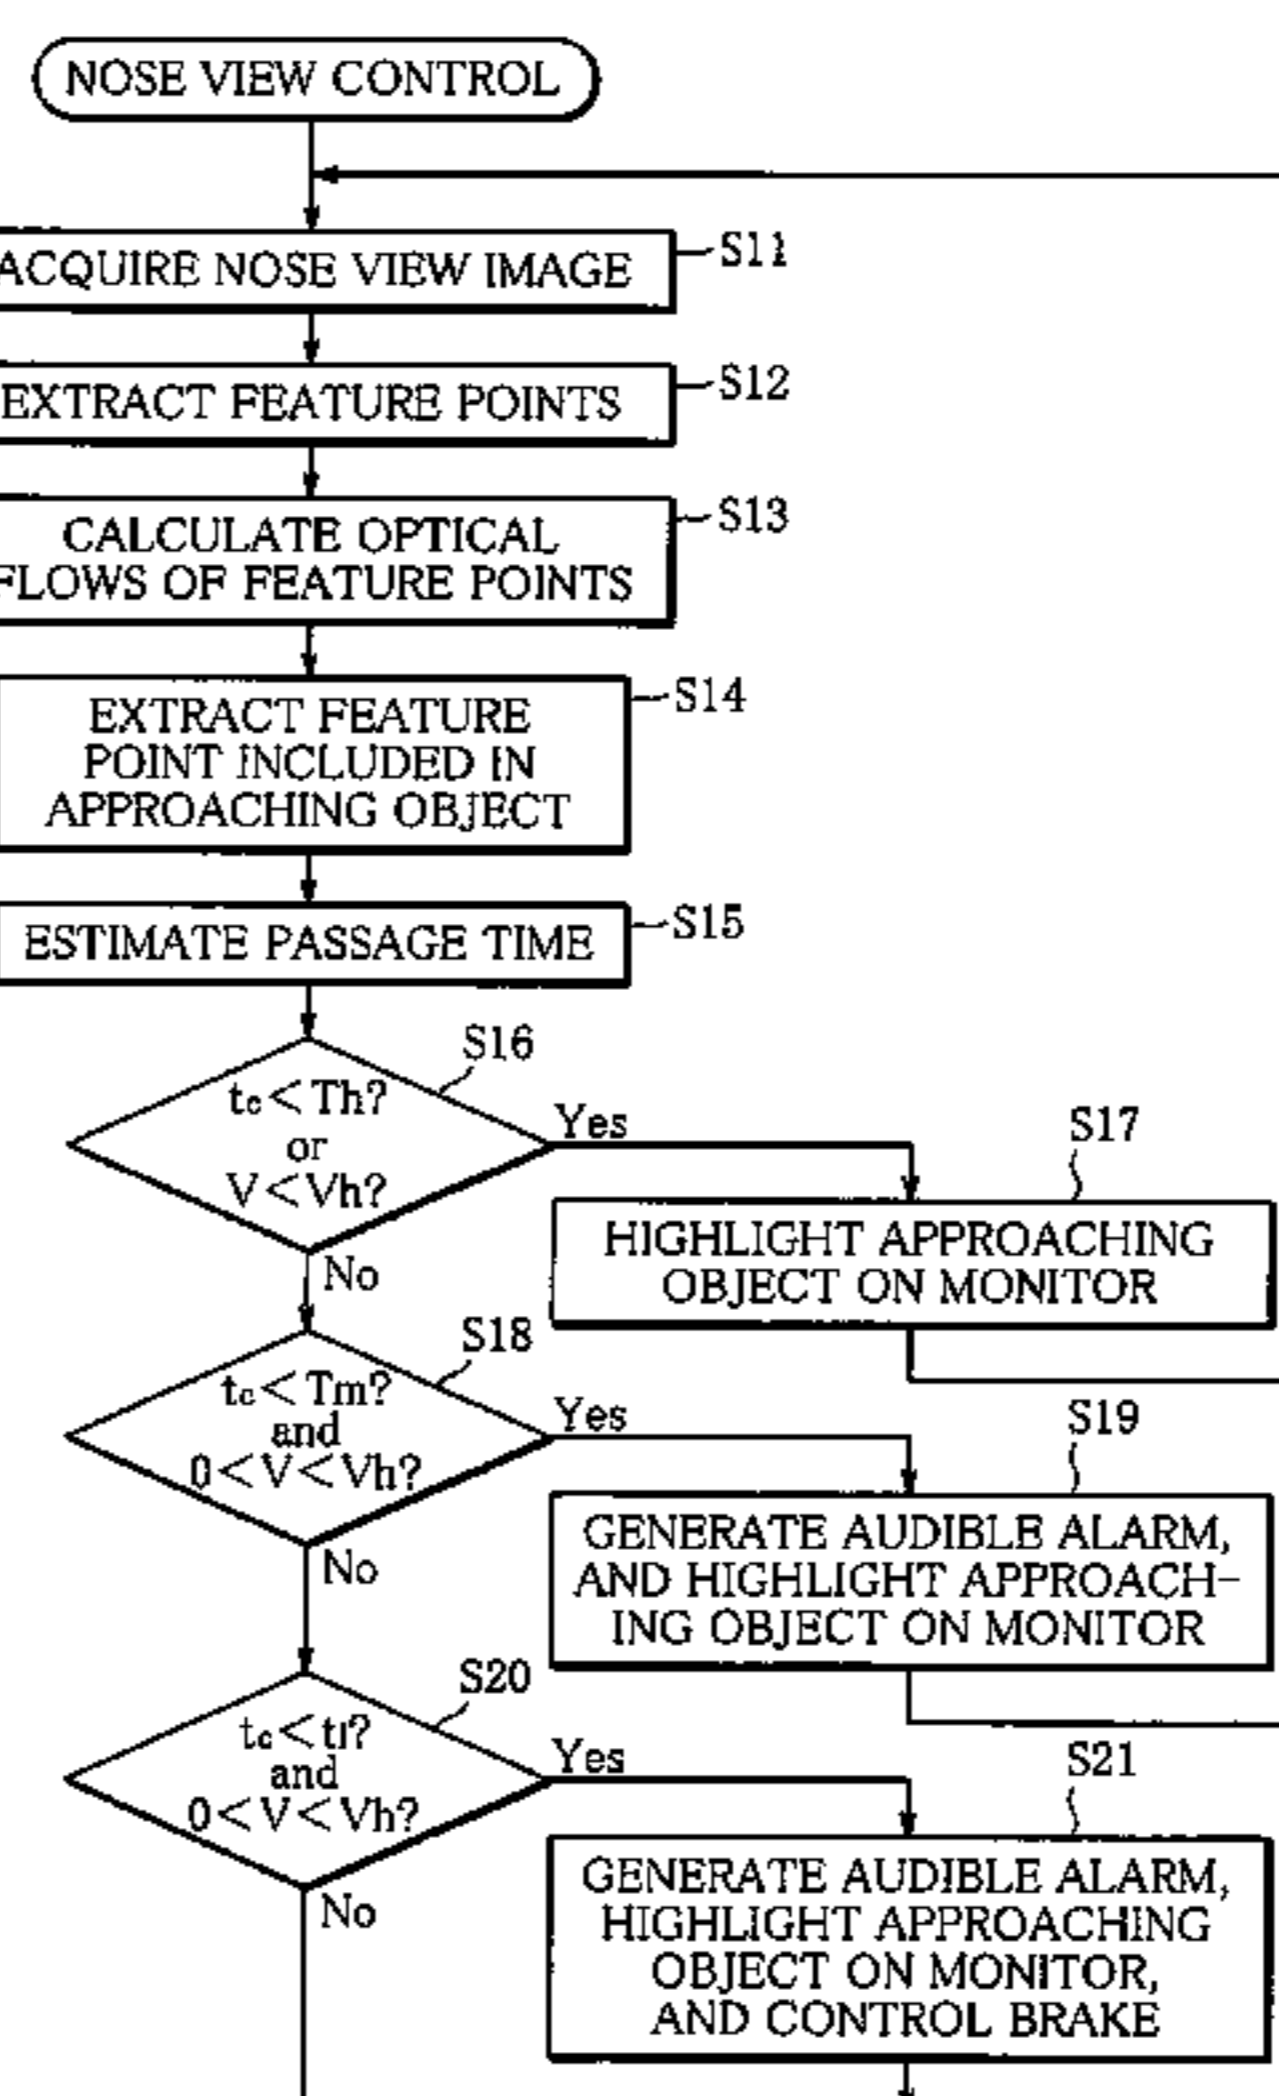 NOSE VIEW CONTROL
ACQUIRE NOSE VIEW IMAGE
S11
EXTRACT FEATURE POINTS
S12
CALCULATE OPTICAL
FLOWS OF FEATURE POINTS
S13
EXTRACT FEATURE
POINT INCLUDED IN
APPROACHING OBJECT
S14
ESTIMATE PASSAGE TIME
S15
S16
tc<Th?
or
V<Vh?
Yes
No
S17
HIGHLIGHT APPROACHING
OBJECT ON MONITOR
S18
tc<Tm?
and
0<V<Vh?
Yes
No
S19
GENERATE AUDIBLE ALARM,
AND HIGHLIGHT APPROACH-
ING OBJECT ON MONITOR
S20
tc<tl?
and
0<V<Vh?
Yes
No
S21
GENERATE AUDIBLE ALARM,
HIGHLIGHT APPROACHING
OBJECT ON MONITOR,
AND CONTROL BRAKE